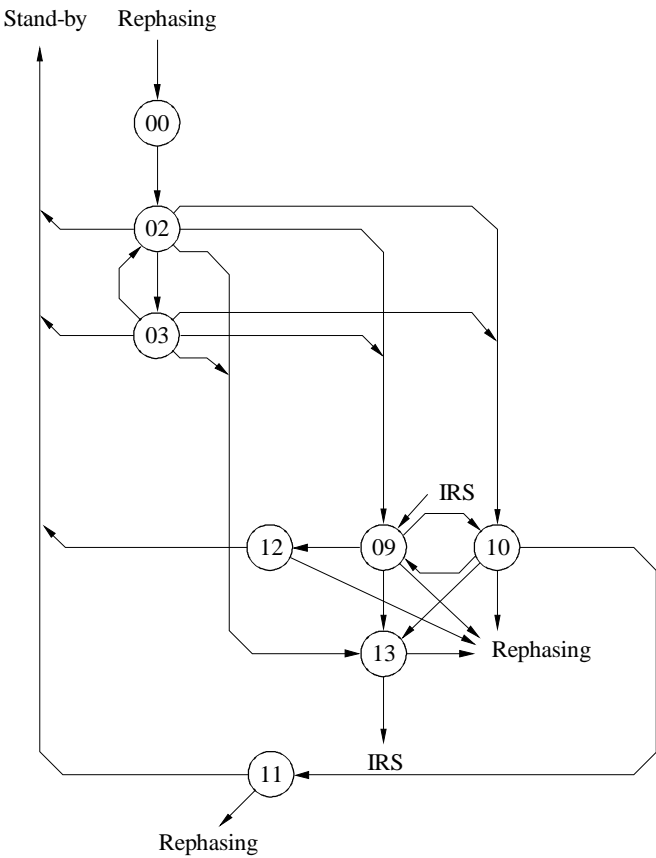 Stand-by Rephasing
00
02
03
IRS
12 09 10
Rephasing
13
IRS
11
Rephasing